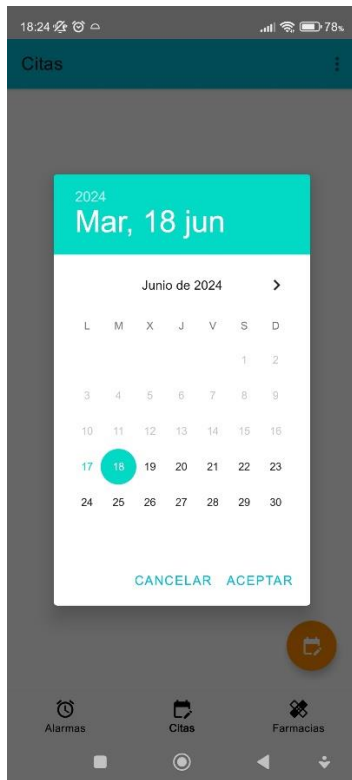 18:24 78%
Citas
2024
Mar, 18 jun
Junio de 2024
L M X J V S D
1 2
3 4 5 6 7 8 9
10 11 12 13 14 15 16
17 18 19 20 21 22 23
24 25 26 27 28 29 30
CANCELAR ACEPTAR
Alarmas Citas Farmacias